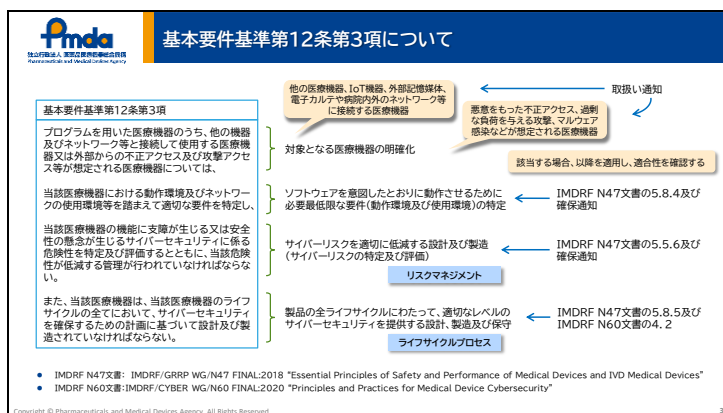 Pmda
独立行政法人 医薬品医療機器総合機構
Pharmaceuticals and Medical Devices Agency
基本要件基準第12条第3項について
他の医療機器、IoT機器、外部記憶媒体、
電子カルテや病院内外のネットワーク等
に接続する医療機器
取扱い通知
悪意をもった不正アクセス、過剰
な負荷を与える攻撃、マルウェア
感染などが想定される医療機器
基本要件基準第12条第3項
プログラムを用いた医療機器のうち、他の機器
及びネットワーク等と接続して使用する医療機
器又は外部からの不正アクセス及び攻撃アクセ
ス等が想定される医療機器については、
対象となる医療機器の明確化
該当する場合、以降を適用し、適合性を確認する
当該医療機器における動作環境及びネットワー
クの使用環境等を踏まえて適切な要件を特定し、
ソフトウェアを意図したとおりに動作させるために
必要最低限な要件(動作環境及び使用環境)の特定
IMDRF N47文書の5.8.4及び
確保通知
当該医療機器の機能に支障が生じる又は安全
性の懸念が生じるサイバーセキュリティに係る
危険性を特定及び評価するとともに、当該危険
性が低減する管理が行われていなければならな
い。
サイバーリスクを適切に低減する設計及び製造
(サイバーリスクの特定及び評価)
リスクマネジメント
IMDRF N47文書の5.5.6及び
確保通知
また、当該医療機器は、当該医療機器のライフ
サイクルの全てにおいて、サイバーセキュリティ
を確保するための計画に基づいて設計及び製
造されていなければならない。
製品の全ライフサイクルにわたって、適切なレベルの
サイバーセキュリティを提供する設計、製造及び保守
ライフサイクルプロセス
IMDRF N47文書の5.8.5及び
IMDRF N60文書の4.2
● IMDRF N47文書: IMDRF/GRRP WG/N47 FINAL:2018 "Essential Principles of Safety and Performance of Medical Devices and IVD Medical Devices"
● IMDRF N60文書:IMDRF/CYBER WG/N60 FINAL:2020 "Principles and Practices for Medical Device Cybersecurity"
Copyright © Pharmaceuticals and Medical Devices Agency, All Rights Reserved.